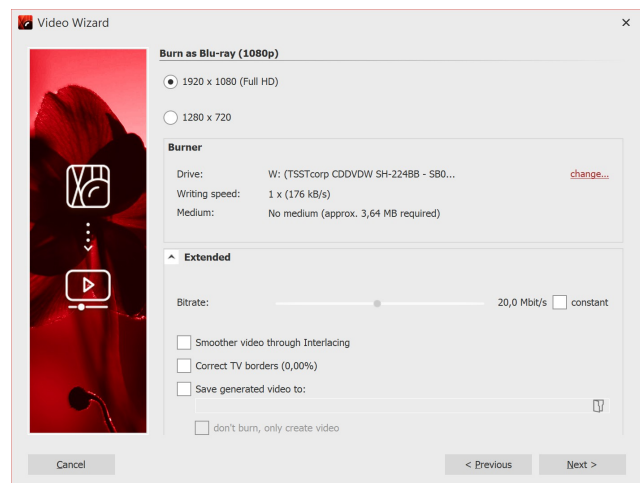 Video Wizard
Burn as Blu-ray (1080p)
1920 x 1080 (Full HD)
1280 x 720
Burner
Drive: W: (TSSTcorp CDDVDW SH-224BB - SB0... change...
Writing speed: 1 x (176 kB/s)
Medium: No medium (approx. 3,64 MB required)
Extended
Bitrate: 20,0 Mbit/s constant
Smoother video through Interlacing
Correct TV borders (0,00%)
Save generated video to:
don't burn, only create video
Cancel < Previous Next >